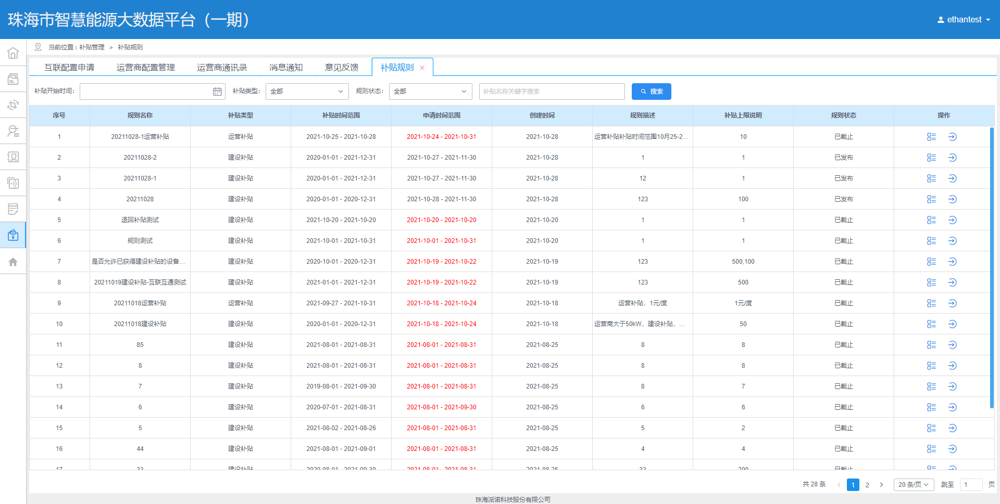 珠海市智慧能源大数据平台（一期）
ethantest
当前位置：补贴管理 > 补贴规则
互联配置申请 运营商配置管理 运营商通讯录 消息通知 意见反馈 补贴规则
补贴开始时间： 补贴类型： 全部 规则状态： 全部 补贴名称关键字搜索 搜索
序号 规则名称 补贴类型 补贴时间范围 申请时间范围 创建时间 规则描述 补贴上限说明 规则状态 操作
1 20211028-1运营补贴 运营补贴 2021-10-25 - 2021-10-28 2021-10-24 - 2021-10-31 2021-10-28 运营补贴补贴时间范围10月25-2... 10 已截止
2 20211028-2 建设补贴 2020-01-01 - 2021-12-31 2021-10-27 - 2021-11-30 2021-10-28 1 1 已发布
3 20211028-1 建设补贴 2020-01-01 - 2021-12-31 2021-10-27 - 2021-11-30 2021-10-28 12 1 已发布
4 20211028 建设补贴 2020-01-01 - 2020-12-31 2021-10-28 - 2021-11-30 2021-10-28 123 100 已发布
5 退回补贴测试 建设补贴 2021-10-20 - 2021-10-20 2021-10-20 - 2021-10-20 2021-10-20 1 1 已截止
6 规则测试 建设补贴 2021-10-01 - 2021-10-31 2021-10-01 - 2021-10-31 2021-10-20 1 1 已截止
7 是否允许已获得建设补贴的设备... 建设补贴 2020-10-01 - 2020-12-31 2021-10-19 - 2021-10-22 2021-10-19 123 500,100 已截止
8 20211019建设补贴-互联互通测试 建设补贴 2021-01-01 - 2021-12-31 2021-10-19 - 2021-10-22 2021-10-19 123 500 已截止
9 20211018运营补贴 运营补贴 2021-09-27 - 2021-10-31 2021-10-18 - 2021-10-24 2021-10-18 运营补贴，1元/度 1元/度 已截止
10 20211018建设补贴 建设补贴 2020-01-01 - 2020-12-31 2021-10-18 - 2021-10-24 2021-10-18 运营商大于50kW，建设补贴，... 50 已截止
11 85 建设补贴 2021-08-01 - 2021-08-31 2021-08-01 - 2021-08-31 2021-08-25 8 8 已截止
12 8 建设补贴 2021-08-01 - 2021-08-31 2021-08-01 - 2021-08-31 2021-08-25 8 8 已截止
13 7 建设补贴 2019-08-01 - 2021-09-30 2021-08-01 - 2021-08-31 2021-08-25 8 7 已截止
14 6 建设补贴 2020-07-01 - 2021-08-31 2021-08-01 - 2021-09-30 2021-08-25 6 6 已截止
15 5 建设补贴 2021-08-02 - 2021-08-26 2021-08-01 - 2021-08-31 2021-08-25 5 2 已截止
16 44 建设补贴 2021-08-01 - 2021-09-01 2021-08-01 - 2021-08-31 2021-08-25 4 4 已截止
17 33 建设补贴 2020-08-01 - 2021-09-30 2021-08-01 - 2021-08-31 2021-08-25 33 200 已截止
共 28 条 1 2 20 条/页 跳至 1 页
珠海派诺科技股份有限公司